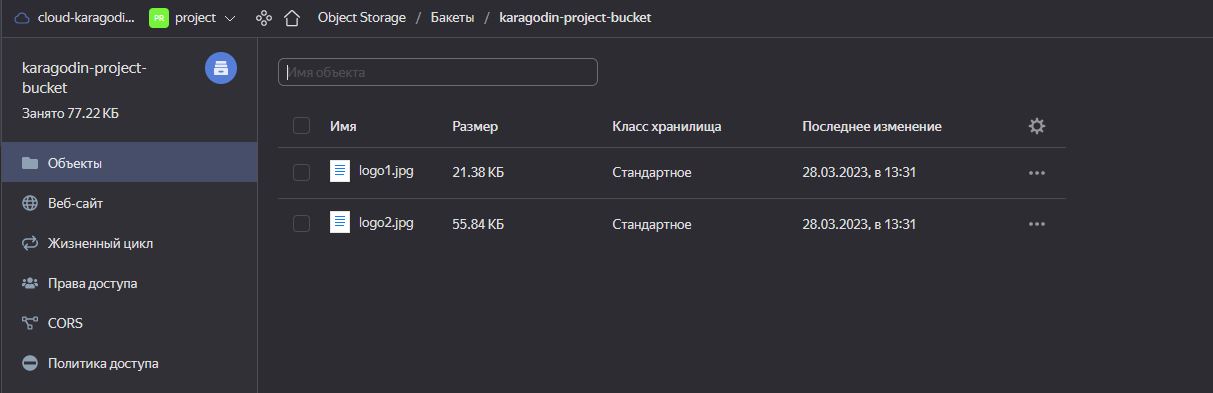 cloud-karagodi... PR project Object Storage / Бакеты / karagodin-project-bucket
karagodin-project-
bucket
Занято 77.22 КБ
Объекты
Веб-сайт
Жизненный цикл
Права доступа
CORS
Политика доступа
Имя объекта
Имя Размер Класс хранилища Последнее изменение
logo1.jpg 21.38 КБ Стандартное 28.03.2023, в 13:31
logo2.jpg 55.84 КБ Стандартное 28.03.2023, в 13:31